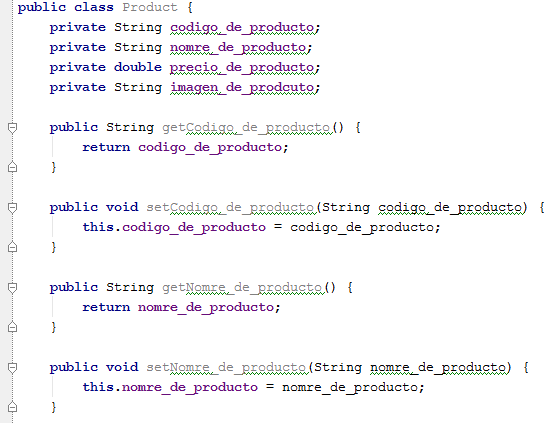 public class Product {
private String codigo_de_producto;
private String nomre_de_producto;
private double precio_de_producto;
private String imagen_de_prodcuto;
public String getCodigo_de_producto() {
return codigo_de_producto;
}
public void setCodigo_de_producto(String codigo_de_producto) {
this.codigo_de_producto = codigo_de_producto;
}
public String getNomre_de_producto() {
return nomre_de_producto;
}
public void setNomre_de_producto(String nomre_de_producto) {
this.nomre_de_producto = nomre_de_producto;
}